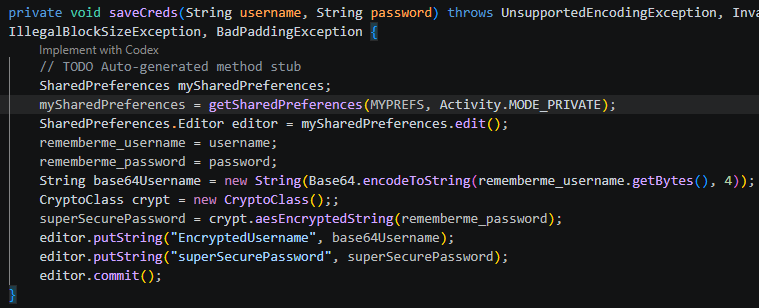 private void saveCreds(String username, String password) throws UnsupportedEncodingException, Inva
IllegalBlockSizeException, BadPaddingException {
Implement with Codex
// TODO Auto-generated method stub
SharedPreferences mySharedPreferences;
mySharedPreferences = getSharedPreferences(MYPREFS, Activity.MODE_PRIVATE);
SharedPreferences.Editor editor = mySharedPreferences.edit();
rememberme_username = username;
rememberme_password = password;
String base64Username = new String(Base64.encodeToString(rememberme_username.getBytes(), 4));
CryptoClass crypt = new CryptoClass();;
superSecurePassword = crypt.aesEncryptedString(rememberme_password);
editor.putString("EncryptedUsername", base64Username);
editor.putString("superSecurePassword", superSecurePassword);
editor.commit();
}